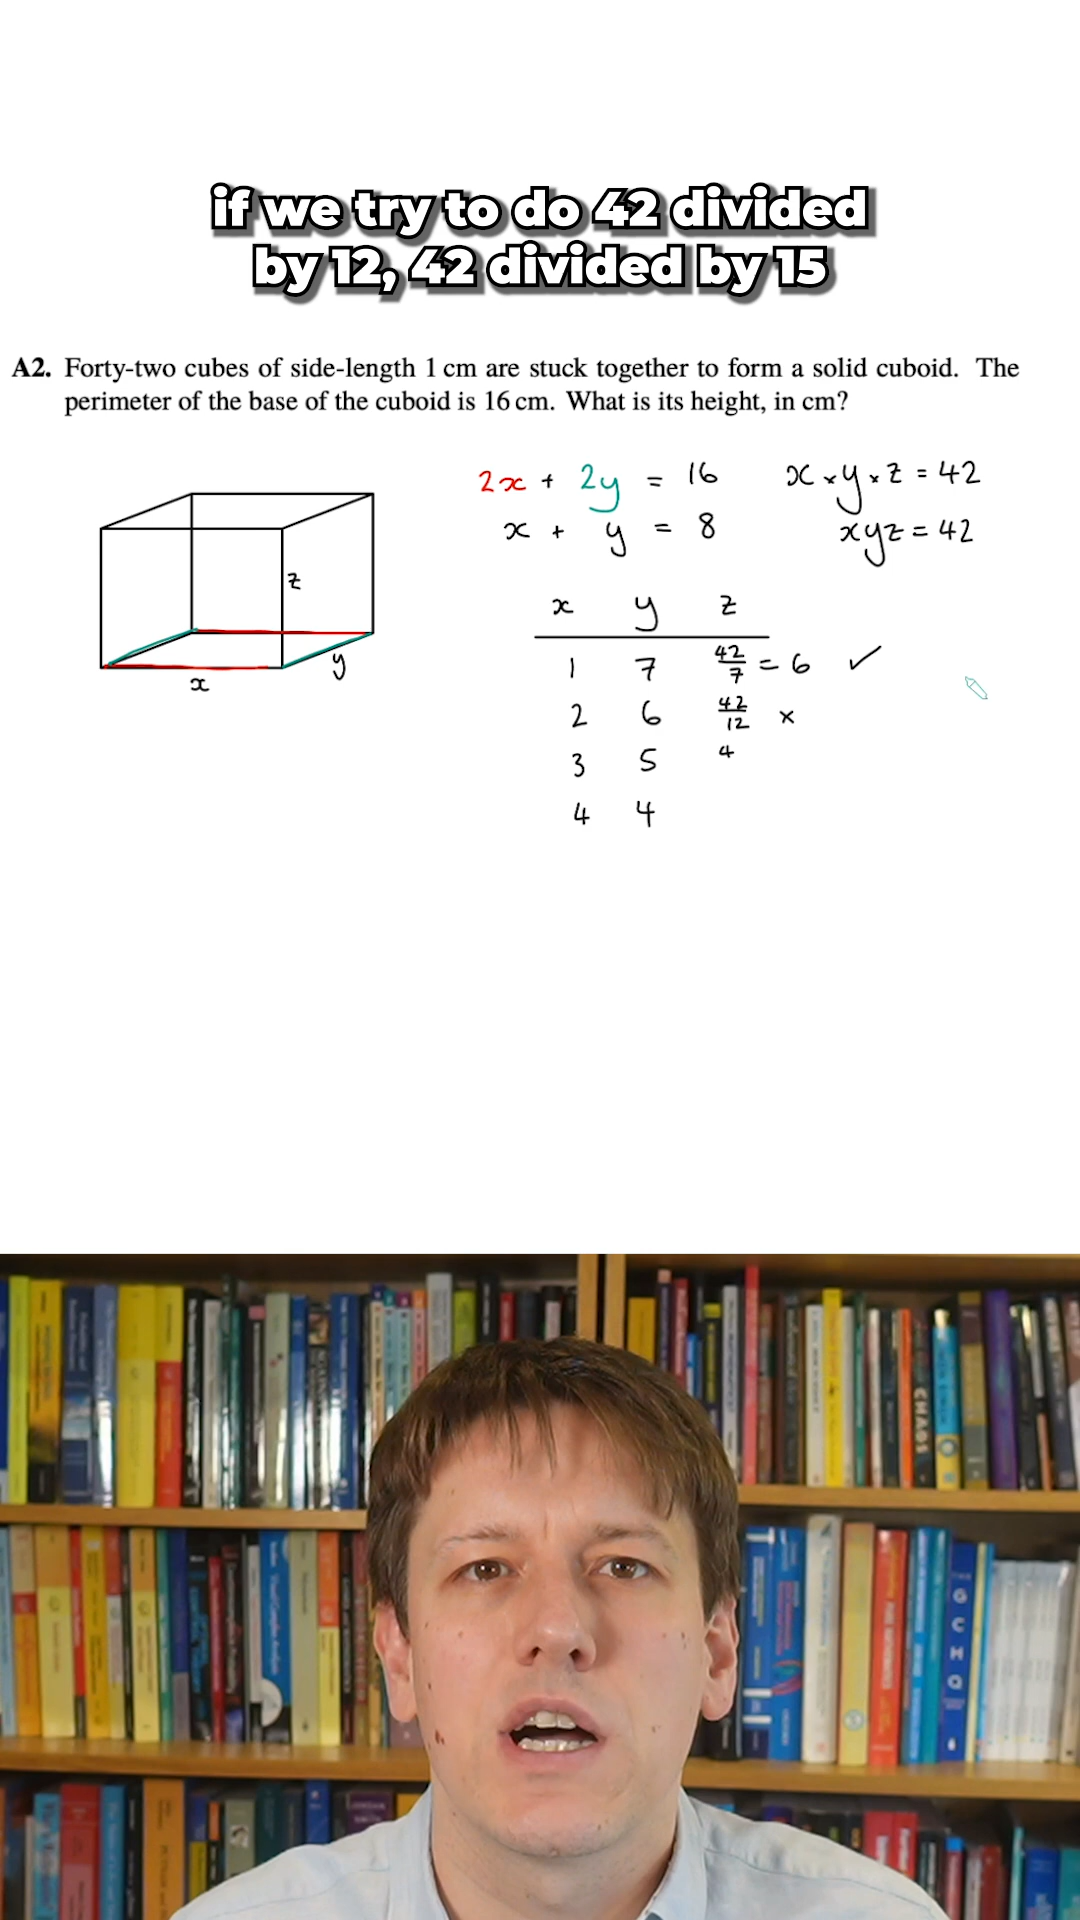 if we try to do 42 divided
by 12, 42 divided by 15
A2. Forty-two cubes of side-length 1 cm are stuck together to form a solid cuboid. The
perimeter of the base of the cuboid is 16 cm. What is its height, in cm?
2x + 2y = 16
x + y = 8
x × y × z = 42
xyz = 42
z
y
x
x y z
1 7 42/7 = 6 ✓
2 6 42/12 ×
3 5 4
4 4
CHAOS
GCHQ